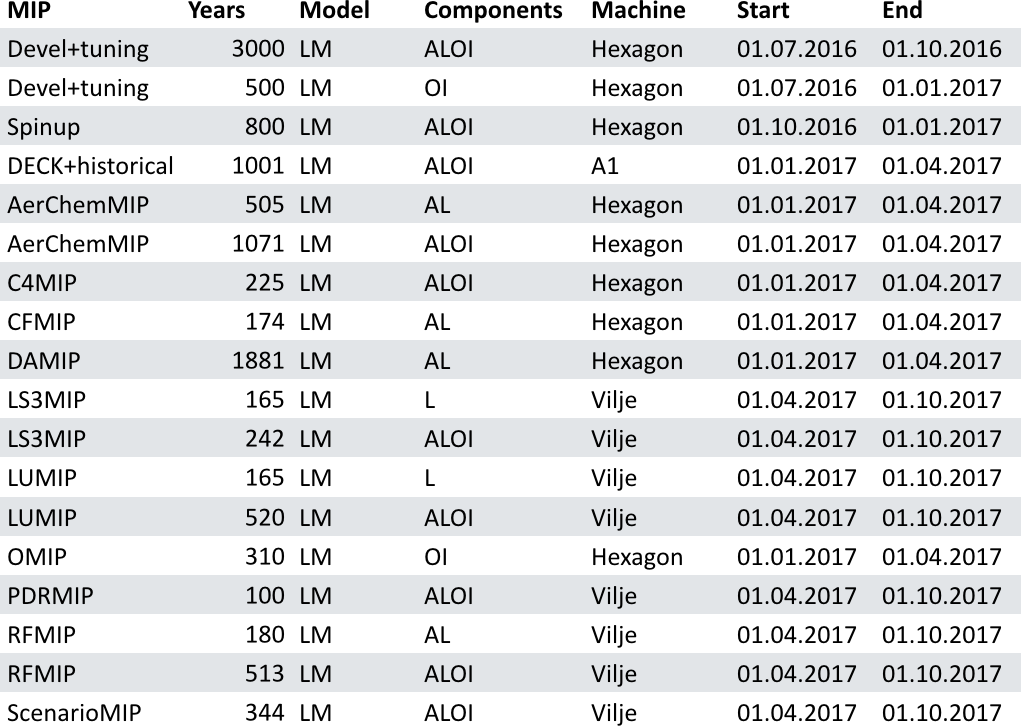 MIP Years Model Components Machine Start End
Devel+tuning 3000 LM ALOI Hexagon 01.07.2016 01.10.2016
Devel+tuning 500 LM OI Hexagon 01.07.2016 01.01.2017
Spinup 800 LM ALOI Hexagon 01.10.2016 01.01.2017
DECK+historical 1001 LM ALOI A1 01.01.2017 01.04.2017
AerChemMIP 505 LM AL Hexagon 01.01.2017 01.04.2017
AerChemMIP 1071 LM ALOI Hexagon 01.01.2017 01.04.2017
C4MIP 225 LM ALOI Hexagon 01.01.2017 01.04.2017
CFMIP 174 LM AL Hexagon 01.01.2017 01.04.2017
DAMIP 1881 LM AL Hexagon 01.01.2017 01.04.2017
LS3MIP 165 LM L Vilje 01.04.2017 01.10.2017
LS3MIP 242 LM ALOI Vilje 01.04.2017 01.10.2017
LUMIP 165 LM L Vilje 01.04.2017 01.10.2017
LUMIP 520 LM ALOI Vilje 01.04.2017 01.10.2017
OMIP 310 LM OI Hexagon 01.01.2017 01.04.2017
PDRMIP 100 LM ALOI Vilje 01.04.2017 01.10.2017
RFMIP 180 LM AL Vilje 01.04.2017 01.10.2017
RFMIP 513 LM ALOI Vilje 01.04.2017 01.10.2017
ScenarioMIP 344 LM ALOI Vilje 01.04.2017 01.10.2017